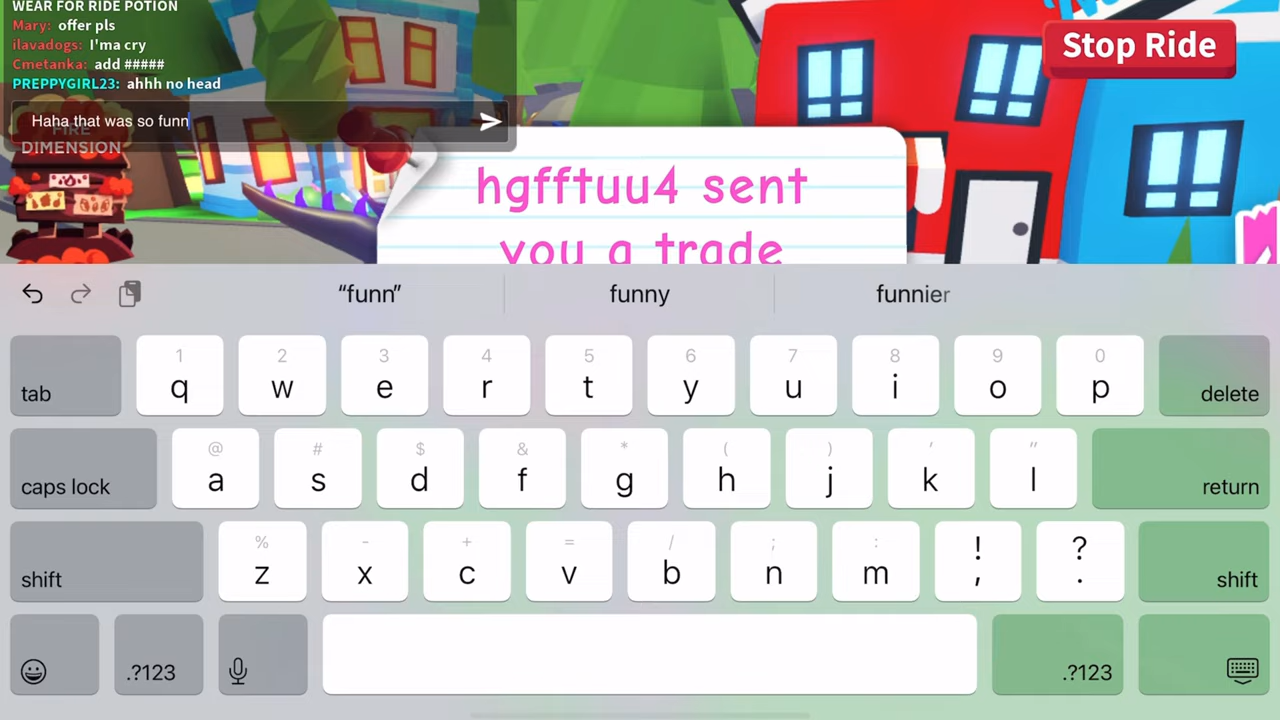 WEAR FOR RIDE POTION
Mary: offer pls
ilavadogs: I'ma cry
Cmetanka: add #####
PREPPYGIRL23: ahhh no head
Haha that was so funn
FIRE
DIMENSION
Stop Ride
hgfftuu4 sent
you a trade
“funn” funny funnier
1 2 3 4 5 6 7 8 9 0
tab q w e r t y u i o p delete
@ # $ & * ( ) ' "
caps lock a s d f g h j k l return
% - + = / ; : ! ?
shift z x c v b n m , . shift
.?123 .?123